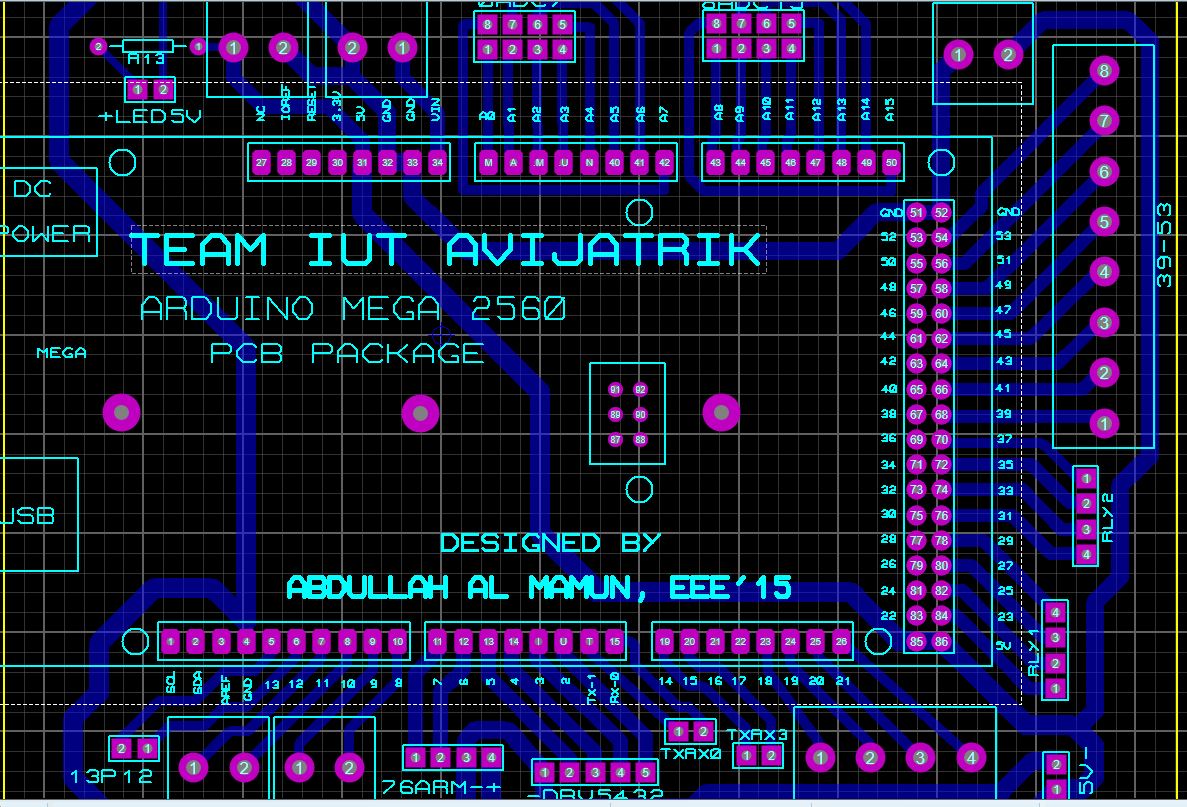 8 7 6 5
8 7 6 5
1 2 3 4
1 2 3 4
2 1
A13
1 2
1 2
1 2
1 2
+LED5V
NC IOREF RESET 3.3V 5V GND GND VIN
A1 A2 A3 A4 A5 A6 A7
A8 A9 A10 A11 A12 A13 A14 A15
27 28 29 30 31 32 33 34
M A M U N 40 41 42
43 44 45 46 47 48 49 50
DC
POWER
TEAM IUT AVIJATRIK
ARDUINO MEGA 2560
PCB PACKAGE
MEGA
USB
91 92
89 90
87 88
DESIGNED BY
ABDULLAH AL MAMUN, EEE'15
51 52
53 54
50 55 56 51
48 57 58 49
46 59 60 47
44 61 62 45
42 63 64 43
40 65 66 41
38 67 68 39
36 69 70 37
34 71 72 35
32 73 74 33
30 75 76 31
28 77 78 29
26 79 80 27
24 81 82 25
22 83 84 23
85 86 5V
8
7
6
5
4
3
2
1
39-53
1
2
3
4
RLY2
4
3
2
1
RLY1
1 2 3 4 5 6 7 8 9 10
11 12 13 14 I U T 15
19 20 21 22 23 24 25 26
SCL SDA AREF GND 13 12 11 10 9 8
7 6 5 4 3 2 TX-1 RX-0
14 15 16 17 18 19 20 21
2 1
13P12
1 2
1 2
1 2 3 4
76ARM-+
1 2 3 4 5
-DRV5432
1 2
TXRX0
TXRX3
1 2
1 2 3 4
2
1
5V-